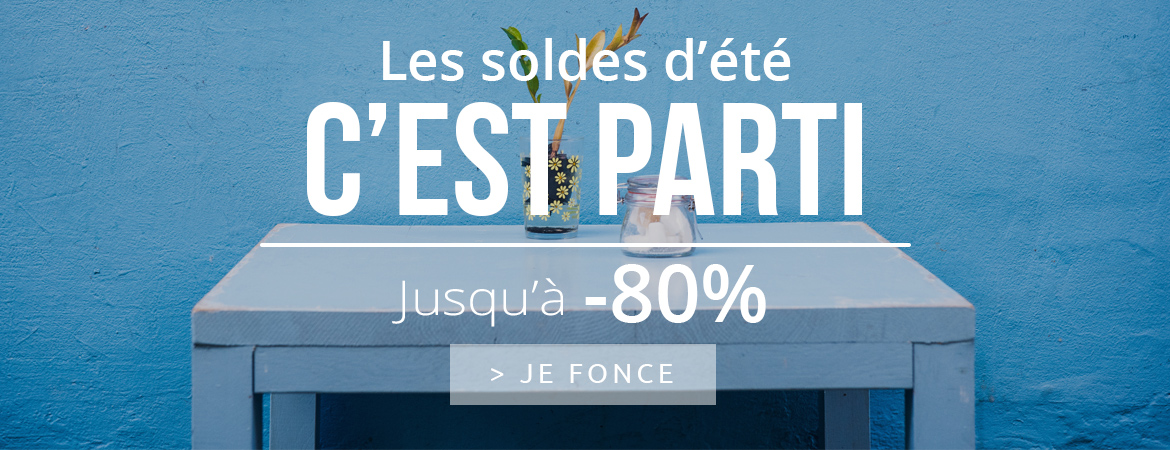 Les soldes d’été
C’EST PARTI
Jusqu’à -80%
> JE FONCE